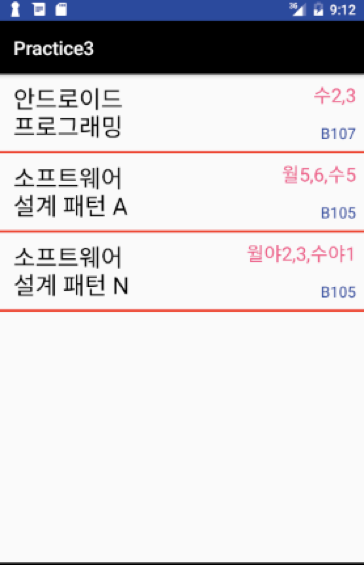 3G
9:12
Practice3
안드로이드
프로그래밍
수2,3
B107
소프트웨어
설계 패턴 A
월5,6,수5
B105
소프트웨어
설계 패턴 N
월야2,3,수야1
B105